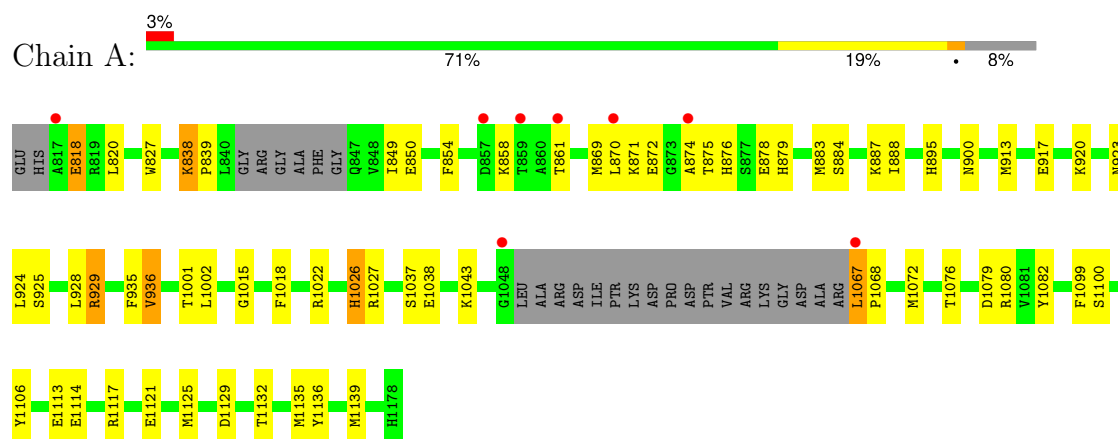 3%
Chain A:
71% 19% • 8%
GLU HIS A817 E818 R819 L820 W827 K838 P839 L840 GLY ARG GLY ALA PHE GLY Q847 V848 I849 E850 F854 D857 K858 T859 A860 T861 M869 L870 K871 E872 G873 A874 T875 H876 S877 E878 H879 M883 S884 K887 I888 H895 N900 M913 E917 K920
L924 S925 L928 R929 F935 V936 T1001 L1002 G1015 F1018 R1022 H1026 R1027 S1037 E1038 K1043 G1048 LEU ALA ARG ASP ILE PTR LYS ASP PRO ASP PTR VAL ARG LYS GLY ASP ALA ARG L1067 P1068 M1072 T1076 D1079 R1080 V1081 Y1082 F1099 S1100
Y1106 E1113 E1114 R1117 E1121 M1125 D1129 T1132 M1135 Y1136 M1139 H1178